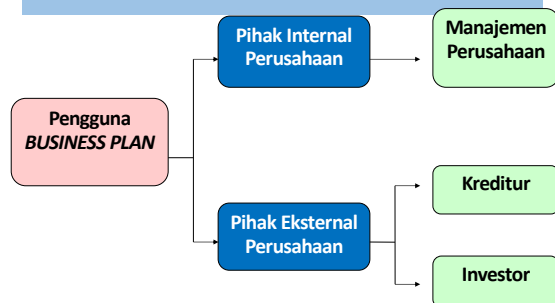 Pengguna
BUSINESS PLAN
Pihak Internal
Perusahaan
Manajemen
Perusahaan
Pihak Eksternal
Perusahaan
Kreditur
Investor